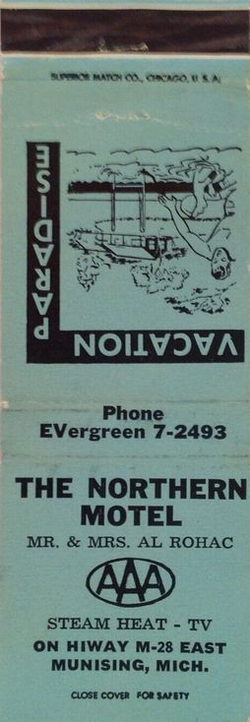 SUPERIOR MATCH CO., CHICAGO, U. S. A.
VACATION
PARADISE
Phone
EVergreen 7-2493
THE NORTHERN
MOTEL
MR. & MRS. AL ROHAC
AAA
STEAM HEAT - TV
ON HIWAY M-28 EAST
MUNISING, MICH.
CLOSE COVER FOR SAFETY